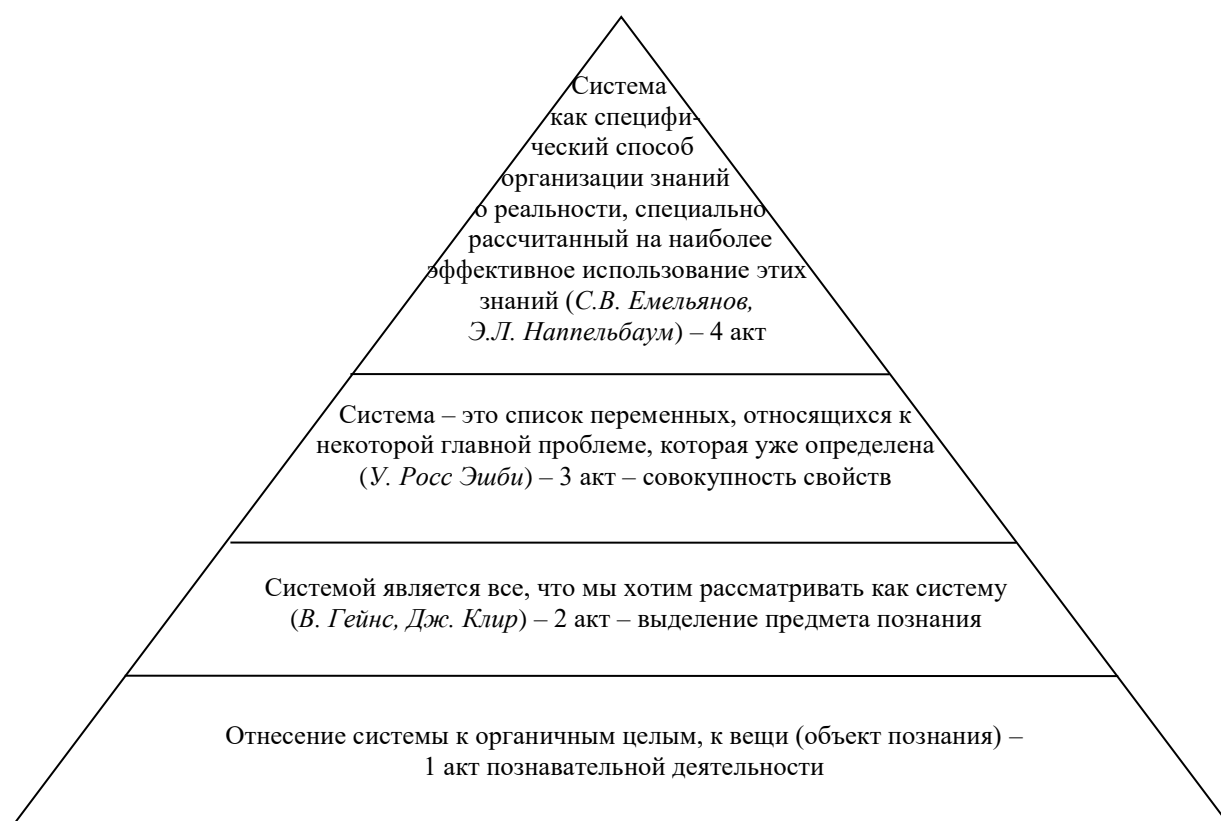 Система
как специфи-
ческий способ
организации знаний
о реальности, специально
рассчитанный на наиболее
эффективное использование этих
знаний (С.В. Емельянов,
Э.Л. Наппельбаум) – 4 акт
Система – это список переменных, относящихся к
некоторой главной проблеме, которая уже определена
(У. Росс Эшби) – 3 акт – совокупность свойств
Системой является все, что мы хотим рассматривать как систему
(В. Гейнс, Дж. Клир) – 2 акт – выделение предмета познания
Отнесение системы к органичным целым, к вещи (объект познания) –
1 акт познавательной деятельности